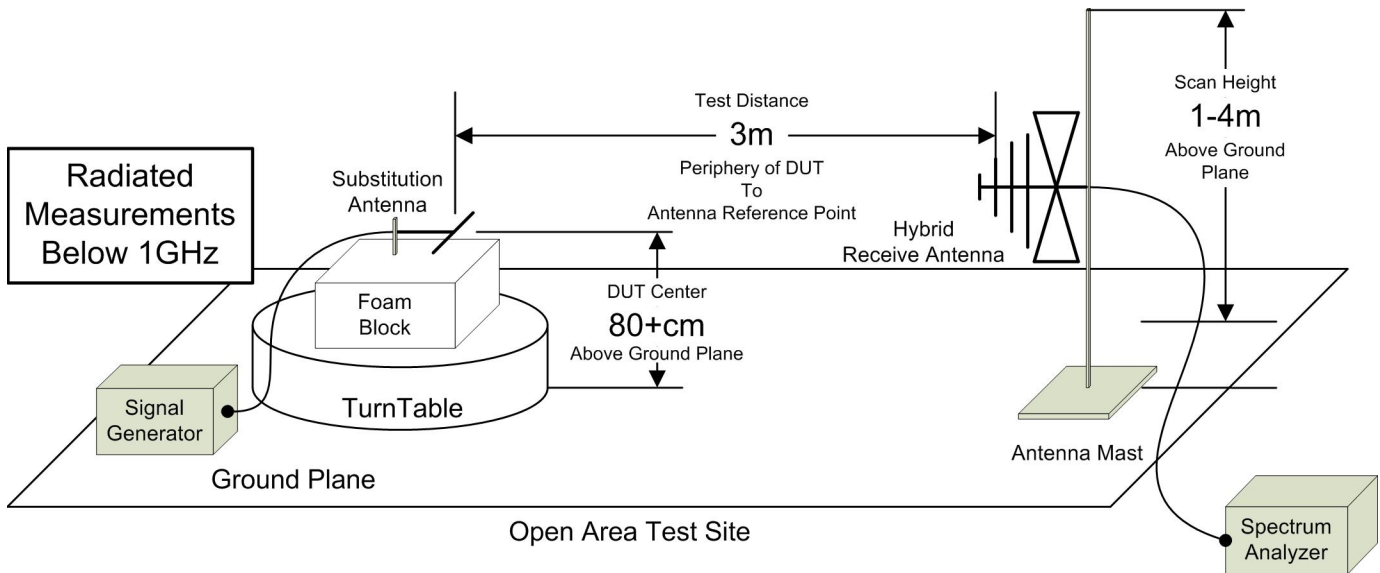 Radiated
Measurements
Below 1GHz
Substitution
Antenna
Test Distance
3m
Periphery of DUT
To
Antenna Reference Point
Scan Height
1-4m
Above Ground
Plane
Hybrid
Receive Antenna
Foam
Block
DUT Center
80+cm
Above Ground Plane
TurnTable
Signal
Generator
Ground Plane
Antenna Mast
Open Area Test Site
Spectrum
Analyzer